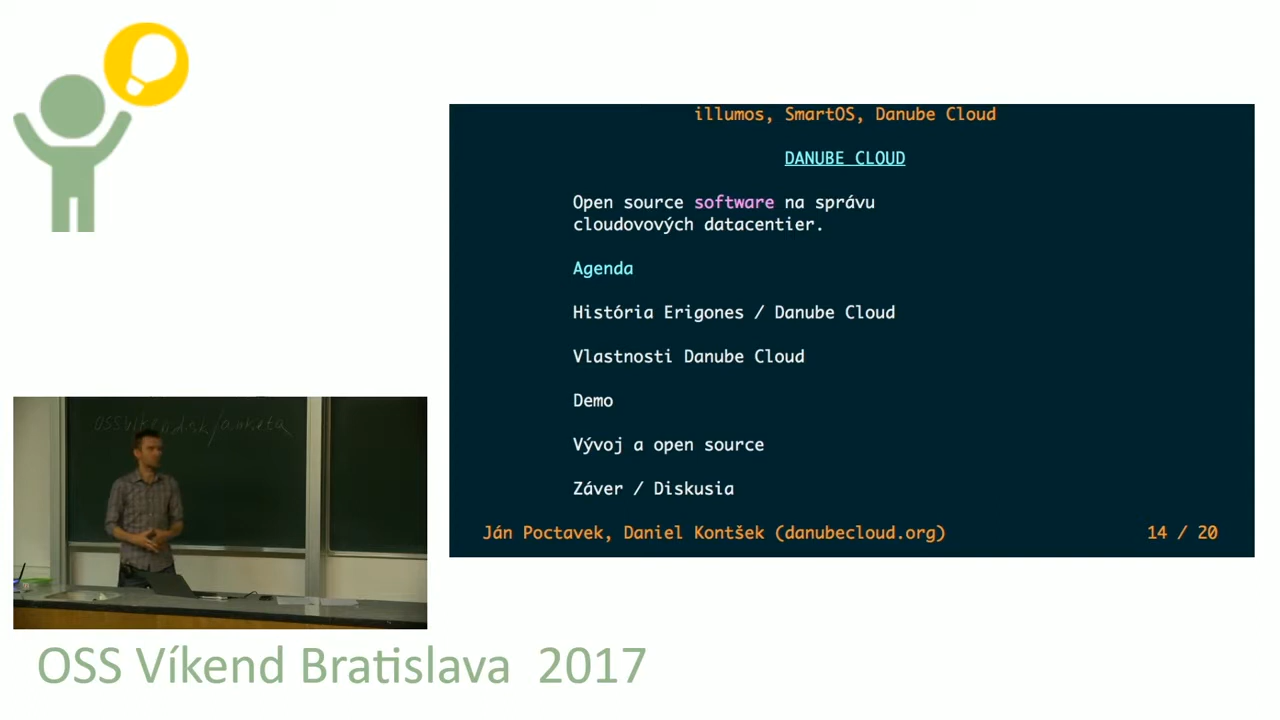 illumos, SmartOS, Danube Cloud
DANUBE CLOUD
Open source software na správu
cloudovových datacentier.
Agenda
História Erigones / Danube Cloud
Vlastnosti Danube Cloud
Demo
Vývoj a open source
Záver / Diskusia
Ján Poctavek, Daniel Kontšek (danubecloud.org) 14 / 20
OSS Víkend Bratislava 2017